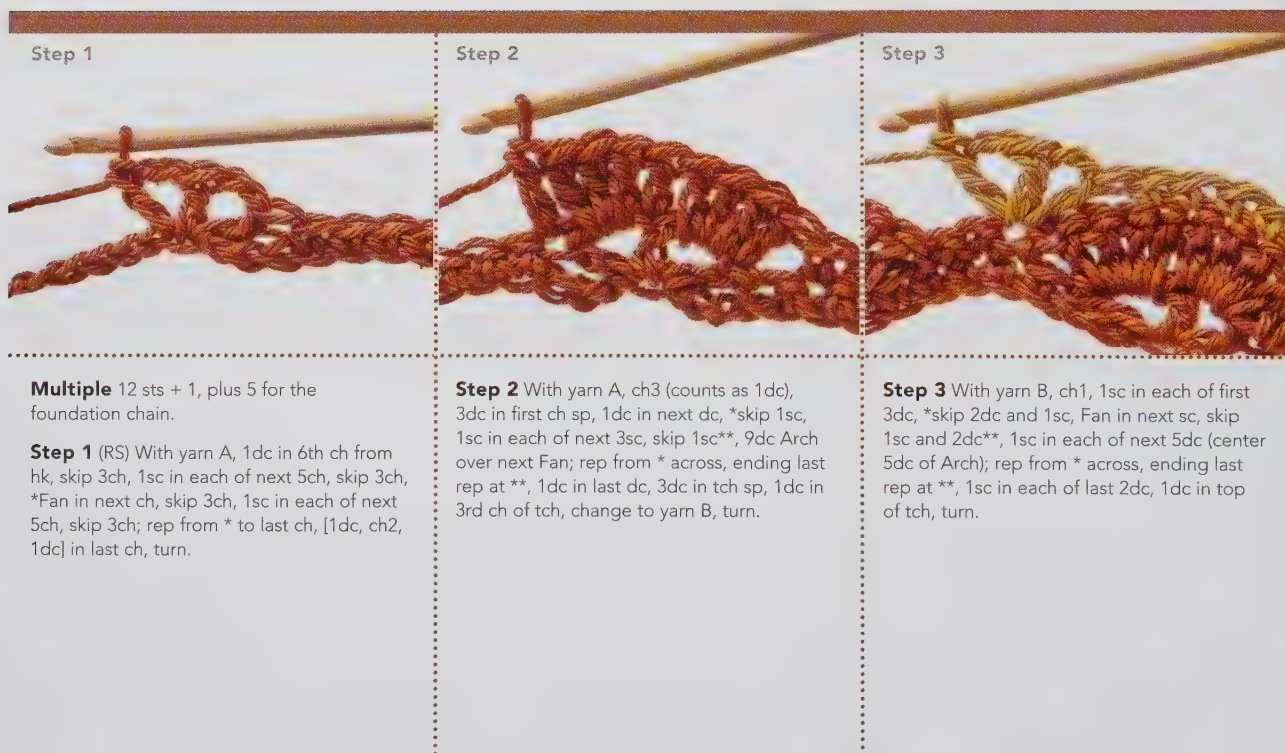 Step 1
Step 2
Step 3
Multiple 12 sts + 1, plus 5 for the
foundation chain.
Step 1 (RS) With yarn A, 1dc in 6th ch from
hk, skip 3ch, 1sc in each of next 5ch, skip 3ch,
*Fan in next ch, skip 3ch, 1sc in each of next
5ch, skip 3ch; rep from * to last ch, [1dc, ch2,
1dc] in last ch, turn.
Step 2 With yarn A, ch3 (counts as 1dc),
3dc in first ch sp, 1dc in next dc, *skip 1sc,
1sc in each of next 3sc, skip 1sc**, 9dc Arch
over next Fan; rep from * across, ending last
rep at **, 1dc in last dc, 3dc in tch sp, 1dc in
3rd ch of tch, change to yarn B, turn.
Step 3 With yarn B, ch1, 1sc in each of first
3dc, *skip 2dc and 1sc, Fan in next sc, skip
1sc and 2dc**, 1sc in each of next 5dc (center
5dc of Arch); rep from * across, ending last
rep at **, 1sc in each of last 2dc, 1dc in top
of tch, turn.